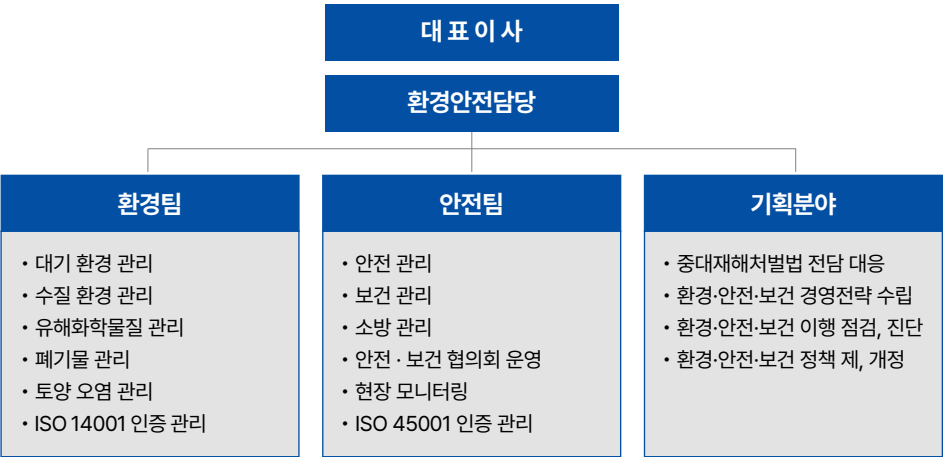 대 표 이 사
환경안전담당
환경팀
• 대기 환경 관리
• 수질 환경 관리
• 유해화학물질 관리
• 폐기물 관리
• 토양 오염 관리
• ISO 14001 인증 관리
안전팀
• 안전 관리
• 보건 관리
• 소방 관리
• 안전 · 보건 협의회 운영
• 현장 모니터링
• ISO 45001 인증 관리
기획분야
• 중대재해처벌법 전담 대응
• 환경·안전·보건 경영전략 수립
• 환경·안전·보건 이행 점검, 진단
• 환경·안전·보건 정책 제, 개정